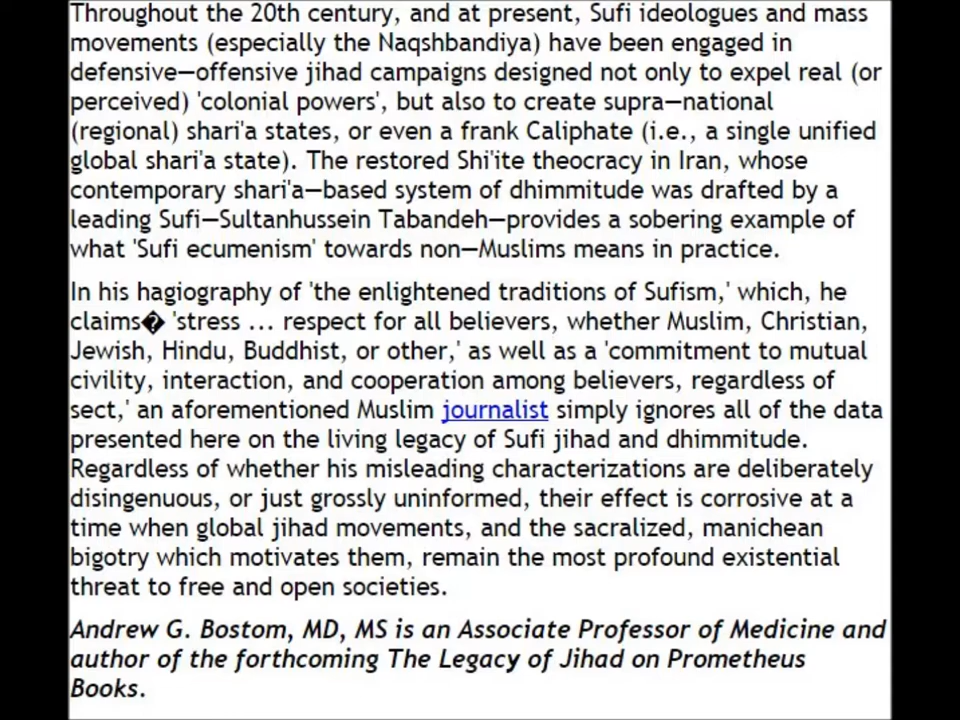 Throughout the 20th century, and at present, Sufi ideologues and mass
movements (especially the Naqshbandiya) have been engaged in
defensive—offensive jihad campaigns designed not only to expel real (or
perceived) 'colonial powers', but also to create supra—national
(regional) shari'a states, or even a frank Caliphate (i.e., a single unified
global shari'a state). The restored Shi'ite theocracy in Iran, whose
contemporary shari'a—based system of dhimmitude was drafted by a
leading Sufi—Sultanhussein Tabandeh—provides a sobering example of
what 'Sufi ecumenism' towards non—Muslims means in practice.
In his hagiography of 'the enlightened traditions of Sufism,' which, he
claims� 'stress ... respect for all believers, whether Muslim, Christian,
Jewish, Hindu, Buddhist, or other,' as well as a 'commitment to mutual
civility, interaction, and cooperation among believers, regardless of
sect,' an aforementioned Muslim journalist simply ignores all of the data
presented here on the living legacy of Sufi jihad and dhimmitude.
Regardless of whether his misleading characterizations are deliberately
disingenuous, or just grossly uninformed, their effect is corrosive at a
time when global jihad movements, and the sacralized, manichean
bigotry which motivates them, remain the most profound existential
threat to free and open societies.
Andrew G. Bostom, MD, MS is an Associate Professor of Medicine and
author of the forthcoming The Legacy of Jihad on Prometheus
Books.